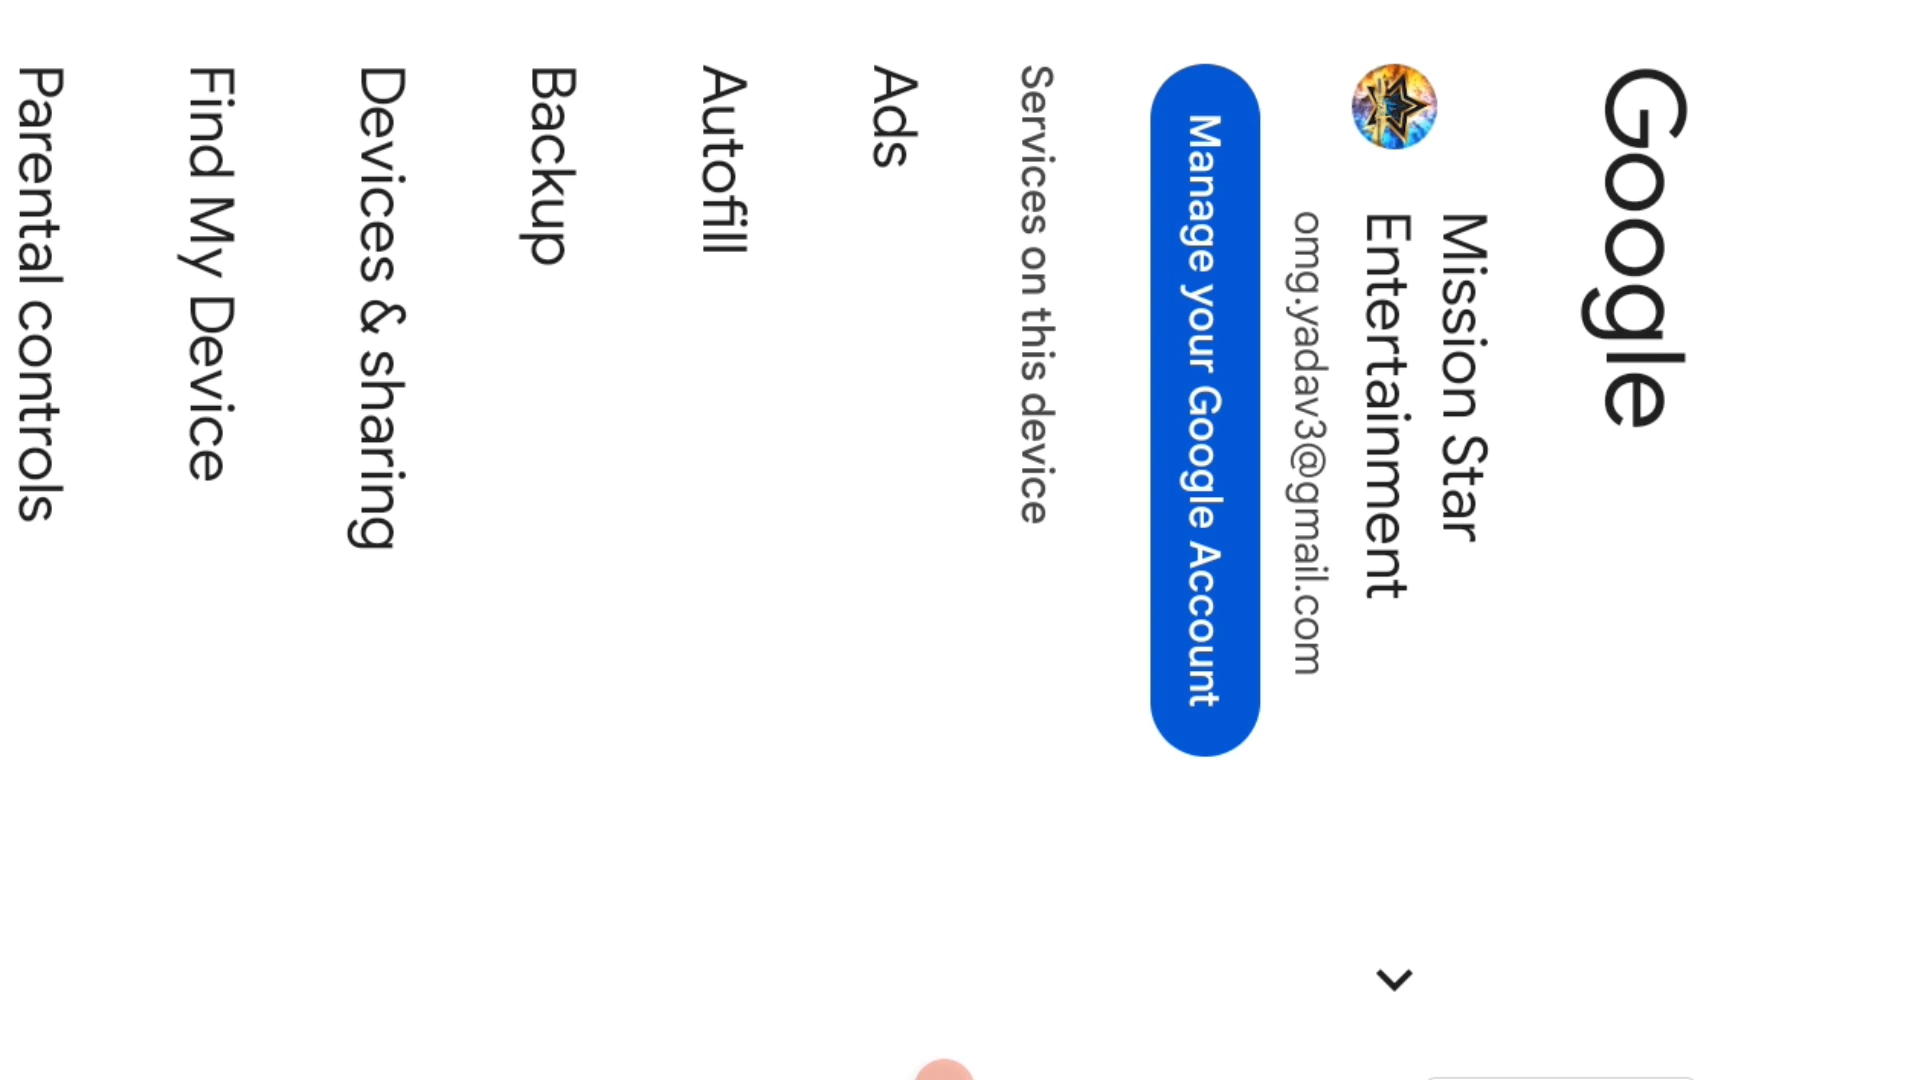 Google
Mission Star
Entertainment
omg.yadav3@gmail.com
Manage your Google Account
Services on this device
Ads
Autofill
Backup
Devices & sharing
Find My Device
Parental controls